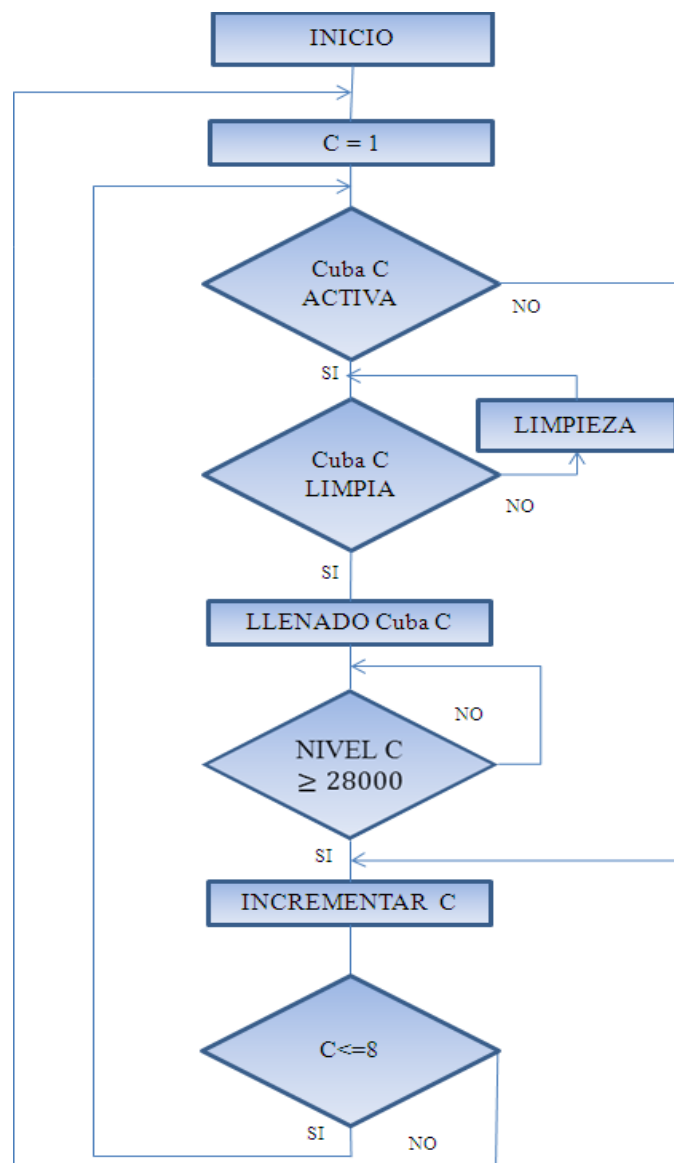 INICIO
C = 1
Cuba C
ACTIVA
NO
SI
LIMPIEZA
Cuba C
LIMPIA
NO
SI
LLENADO Cuba C
NO
NIVEL C
≥ 28000
SI
INCREMENTAR C
C<=8
SI
NO